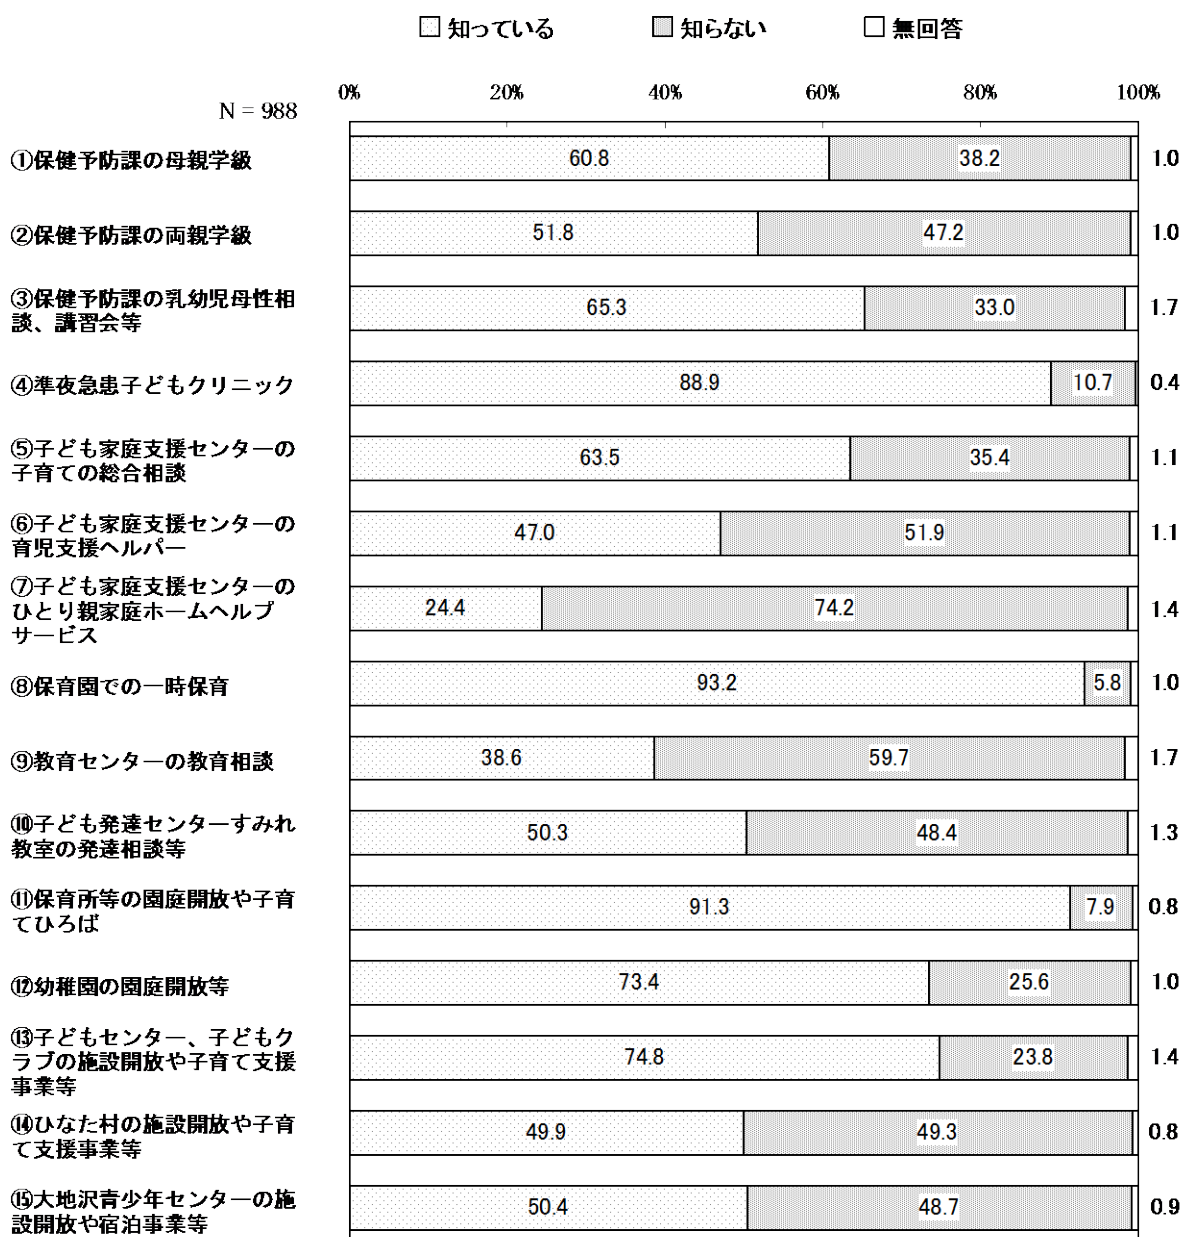 知っている 知らない 無回答
0% 20% 40% 60% 80% 100%
N = 988
①保健予防課の母親学級 60.8 38.2 1.0
②保健予防課の両親学級 51.8 47.2 1.0
③保健予防課の乳幼児母性相
談、講習会等 65.3 33.0 1.7
④準夜急患子どもクリニック 88.9 10.7 0.4
⑤子ども家庭支援センターの
子育ての総合相談 63.5 35.4 1.1
⑥子ども家庭支援センターの
育児支援ヘルパー 47.0 51.9 1.1
⑦子ども家庭支援センターの
ひとり親家庭ホームヘルプ 24.4 74.2 1.4
サービス
⑧保育園での一時保育 93.2 5.8 1.0
⑨教育センターの教育相談 38.6 59.7 1.7
⑩子ども発達センターすみれ
教室の発達相談等 50.3 48.4 1.3
⑪保育所等の園庭開放や子育
てひろば 91.3 7.9 0.8
⑫幼稚園の園庭開放等 73.4 25.6 1.0
⑬子どもセンター、子どもク
ラブの施設開放や子育て支援 74.8 23.8 1.4
事業等
⑭ひなた村の施設開放や子育
て支援事業等 49.9 49.3 0.8
⑮大地沢青少年センターの施
設開放や宿泊事業等 50.4 48.7 0.9